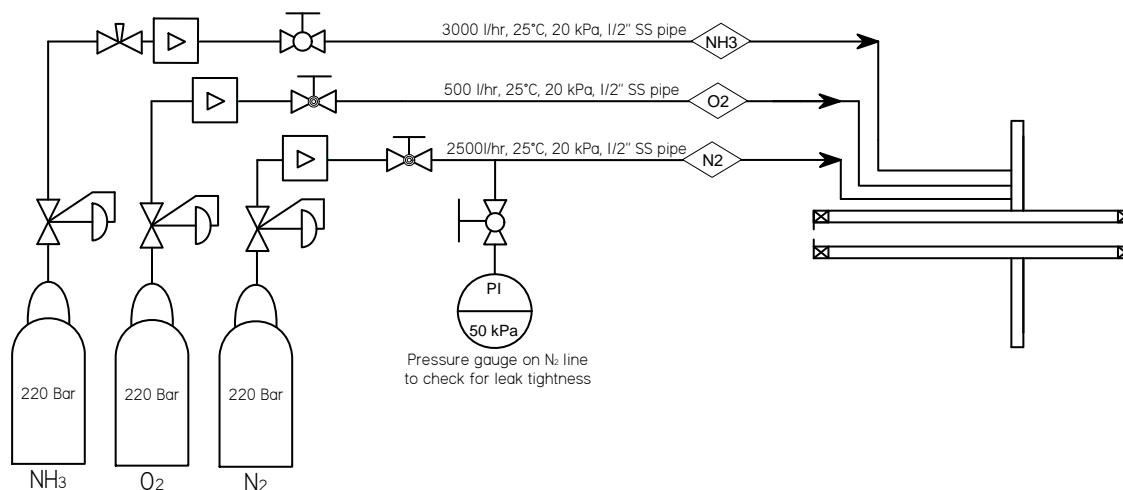 3000 l/hr, 25°C, 20 kPa, 1/2" SS pipe
NH3
500 l/hr, 25°C, 20 kPa, 1/2" SS pipe
O2
2500l/hr, 25°C, 20 kPa, 1/2" SS pipe
N2
PI
50 kPa
Pressure gauge on N₂ line
to check for leak tightness
220 Bar
220 Bar
220 Bar
NH₃
O₂
N₂